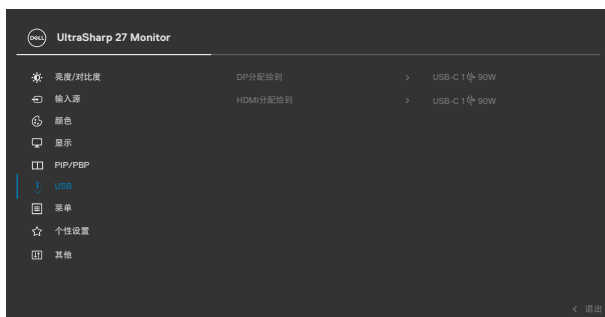 DELL
UltraSharp 27 Monitor
亮度/对比度
DP分配给到 > USB-C 1 90W
输入源
HDMI分配给到 > USB-C 1 90W
颜色
显示
PIP/PBP
USB
菜单
个性设置
其他
< 退出